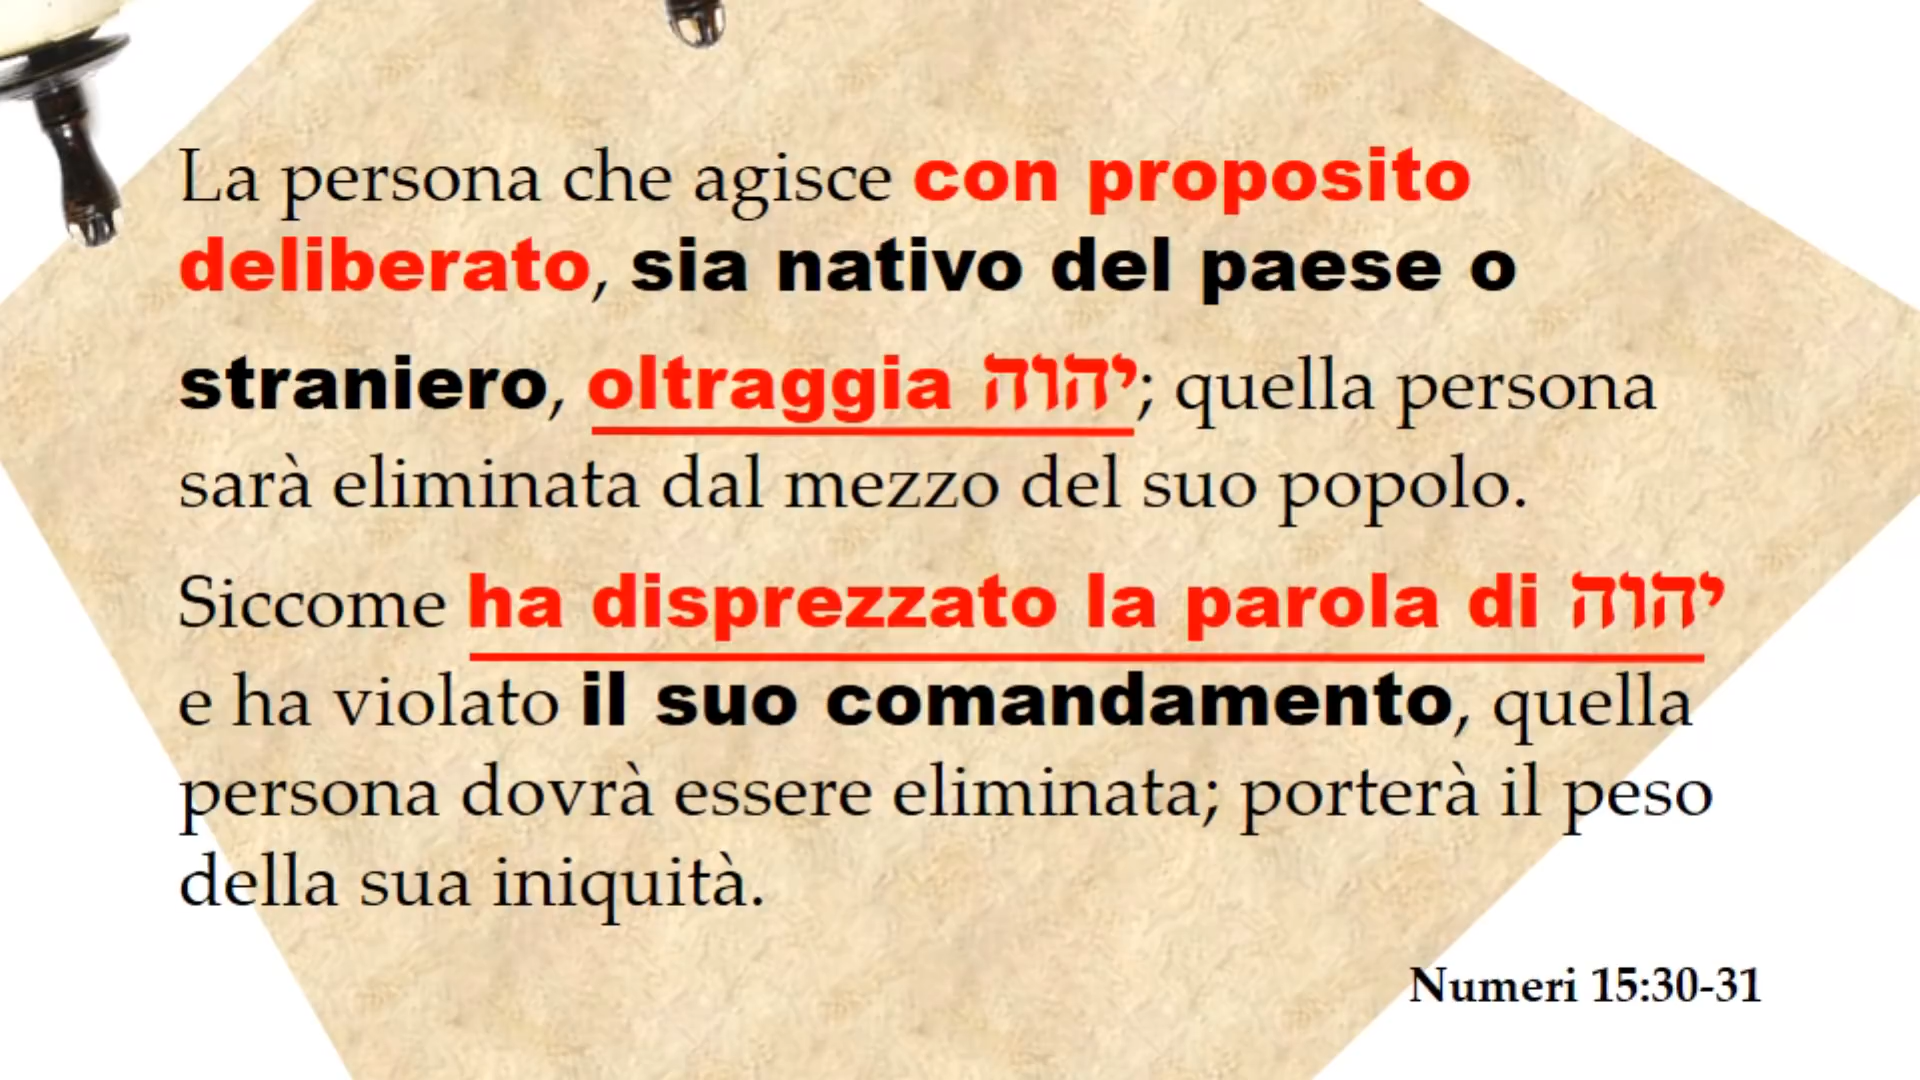 La persona che agisce con proposito
deliberato, sia nativo del paese o
straniero, oltraggia יהוה; quella persona
sarà eliminata dal mezzo del suo popolo.
Siccome ha disprezzato la parola di יהוה
e ha violato il suo comandamento, quella
persona dovrà essere eliminata; porterà il peso
della sua iniquità.
Numeri 15:30-31